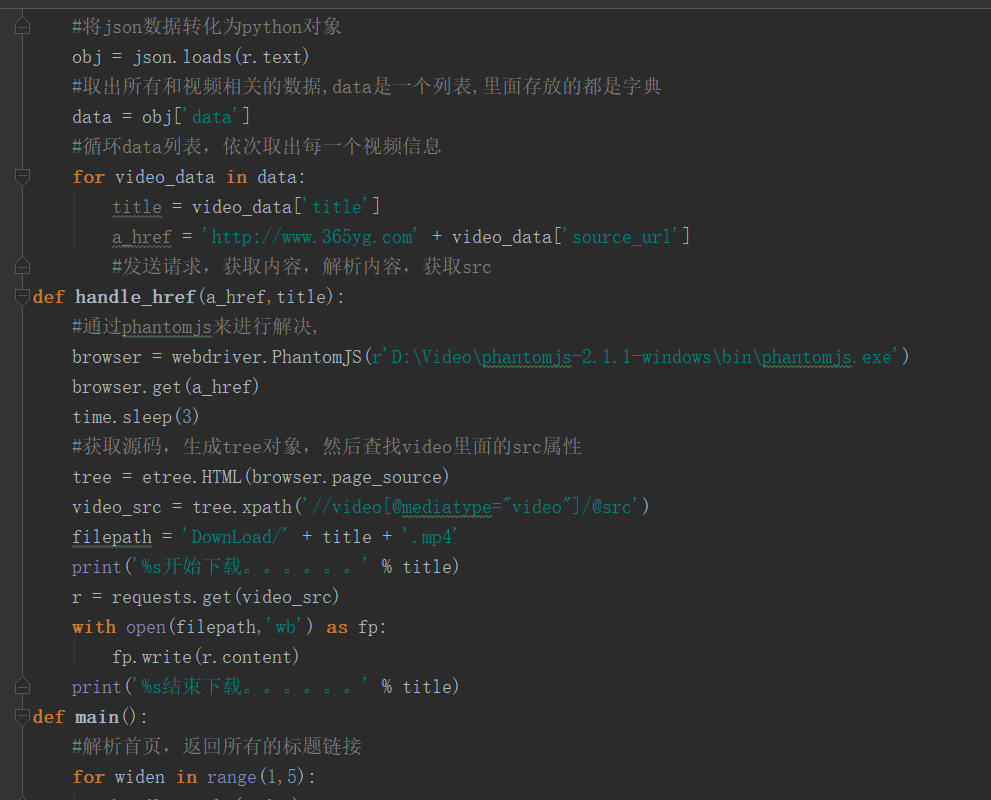 #将json数据转化为python对象
obj = json.loads(r.text)
#取出所有和视频相关的数据,data是一个列表,里面存放的都是字典
data = obj['data']
#循环data列表，依次取出每一个视频信息
for video_data in data:
title = video_data['title']
a_href = 'http://www.365yg.com' + video_data['source_url']
#发送请求，获取内容，解析内容，获取src
def handle_href(a_href,title):
#通过phantomjs来进行解决,
browser = webdriver.PhantomJS(r'D:\Video\phantomjs-2.1.1-windows\bin\phantomjs.exe')
browser.get(a_href)
time.sleep(3)
#获取源码，生成tree对象，然后查找video里面的src属性
tree = etree.HTML(browser.page_source)
video_src = tree.xpath('//video[@mediatype="video"]/@src')
filepath = 'DownLoad/' + title + '.mp4'
print('%s开始下载。。。。。。' % title)
r = requests.get(video_src)
with open(filepath,'wb') as fp:
fp.write(r.content)
print('%s结束下载。。。。。。' % title)
def main():
#解析首页，返回所有的标题链接
for widen in range(1,5):